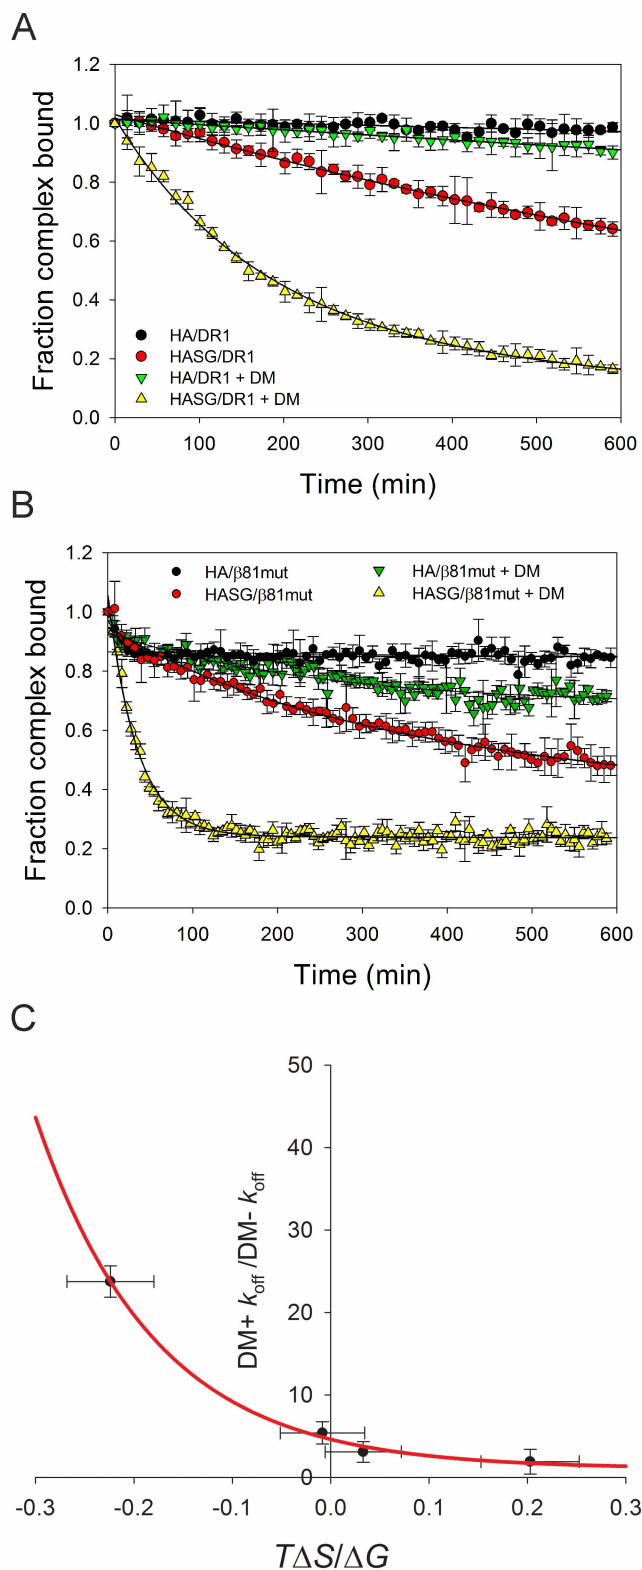 A
1.2
1.0
0.8
0.6
0.4
0.2
0.0
Fraction complex bound
HA/DR1
HASG/DR1
HA/DR1 + DM
HASG/DR1 + DM
0 100 200 300 400 500 600
Time (min)
B
1.2
1.0
0.8
0.6
0.4
0.2
0.0
Fraction complex bound
HA/β81mut
HASG/β81mut
HA/β81mut + DM
HASG/β81mut + DM
0 100 200 300 400 500 600
Time (min)
C
50
40
30
20
10
0
DM+ koff /DM- koff
-0.3 -0.2 -0.1 0.0 0.1 0.2 0.3
TΔS/ΔG